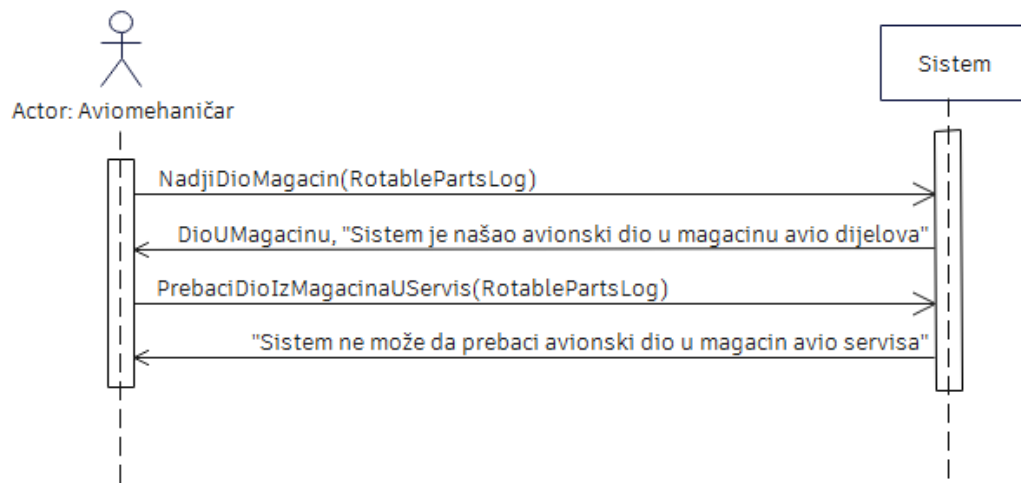 Sistem
Actor: Aviomehaničar
NadjiDioMagacin(RotablePartsLog)
DioUMagacinu, "Sistem je našao avionski dio u magacinu avio dijelova"
PrebaciDioIzMagacinaUServis(RotablePartsLog)
"Sistem ne može da prebaci avionski dio u magacin avio servisa"